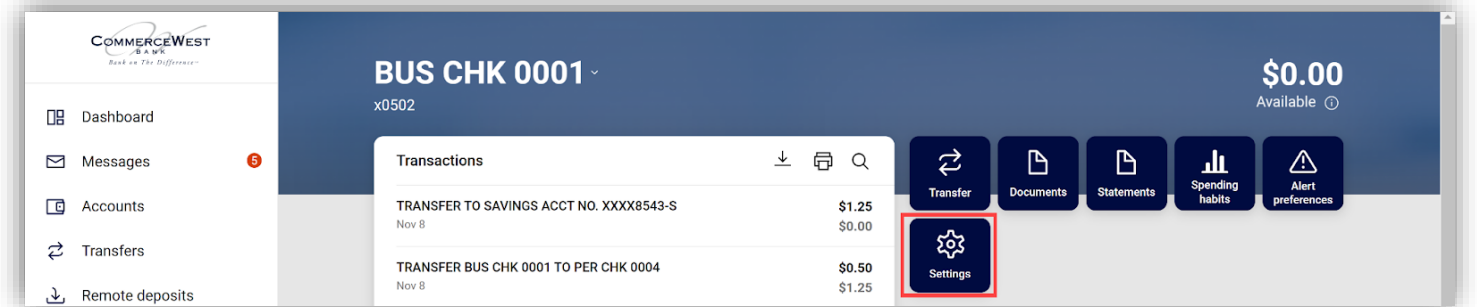 COMMERCEWEST
BANK
Bank on The Difference~
Dashboard
Messages
5
Accounts
Transfers
Remote deposits
BUS CHK 0001
x0502
$0.00
Available
Transactions
TRANSFER TO SAVINGS ACCT NO. XXXX8543-S
$1.25
Nov 8
$0.00
TRANSFER BUS CHK 0001 TO PER CHK 0004
$0.50
Nov 8
$1.25
Transfer
Documents
Statements
Spending
habits
Alert
preferences
Settings